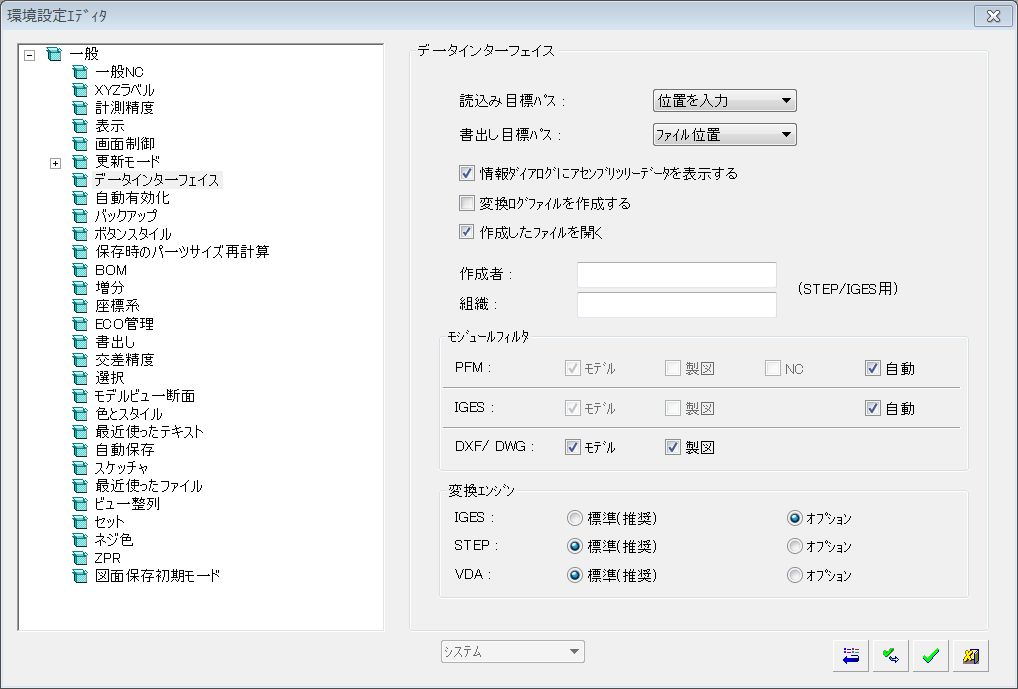 環境設定ｴﾃﾞｨﾀ
一般
一般NC
XYZラベル
計測精度
表示
画面制御
更新モード
データインターフェイス
自動有効化
バックアップ
ボタンスタイル
保存時のパーツサイズ再計算
BOM
増分
座標系
ECO管理
書出し
交差精度
選択
モデルビュー断面
色とスタイル
最近使ったテキスト
自動保存
スケッチャ
最近使ったファイル
ビュー整列
セット
ネジ色
ZPR
図面保存初期モード
データインターフェイス
読込み目標ﾊﾟｽ : 位置を入力
書出し目標ﾊﾟｽ : ﾌｧｲﾙ位置
情報ﾀﾞｲｱﾛｸﾞにｱｾﾝﾌﾞﾘﾂﾘｰﾃﾞｰﾀを表示する
変換ﾛｸﾞﾌｧｲﾙを作成する
作成したﾌｧｲﾙを開く
作成者 :
組織 :
(STEP/IGES用)
ﾓｼﾞｭｰﾙﾌｨﾙﾀ
PFM : ﾓﾃﾞﾙ 製図 NC 自動
IGES : ﾓﾃﾞﾙ 製図 自動
DXF/ DWG : ﾓﾃﾞﾙ 製図
変換ｴﾝｼﾞﾝ
IGES : 標準(推奨) ｵﾌﾟｼｮﾝ
STEP : 標準(推奨) ｵﾌﾟｼｮﾝ
VDA : 標準(推奨) ｵﾌﾟｼｮﾝ
システム